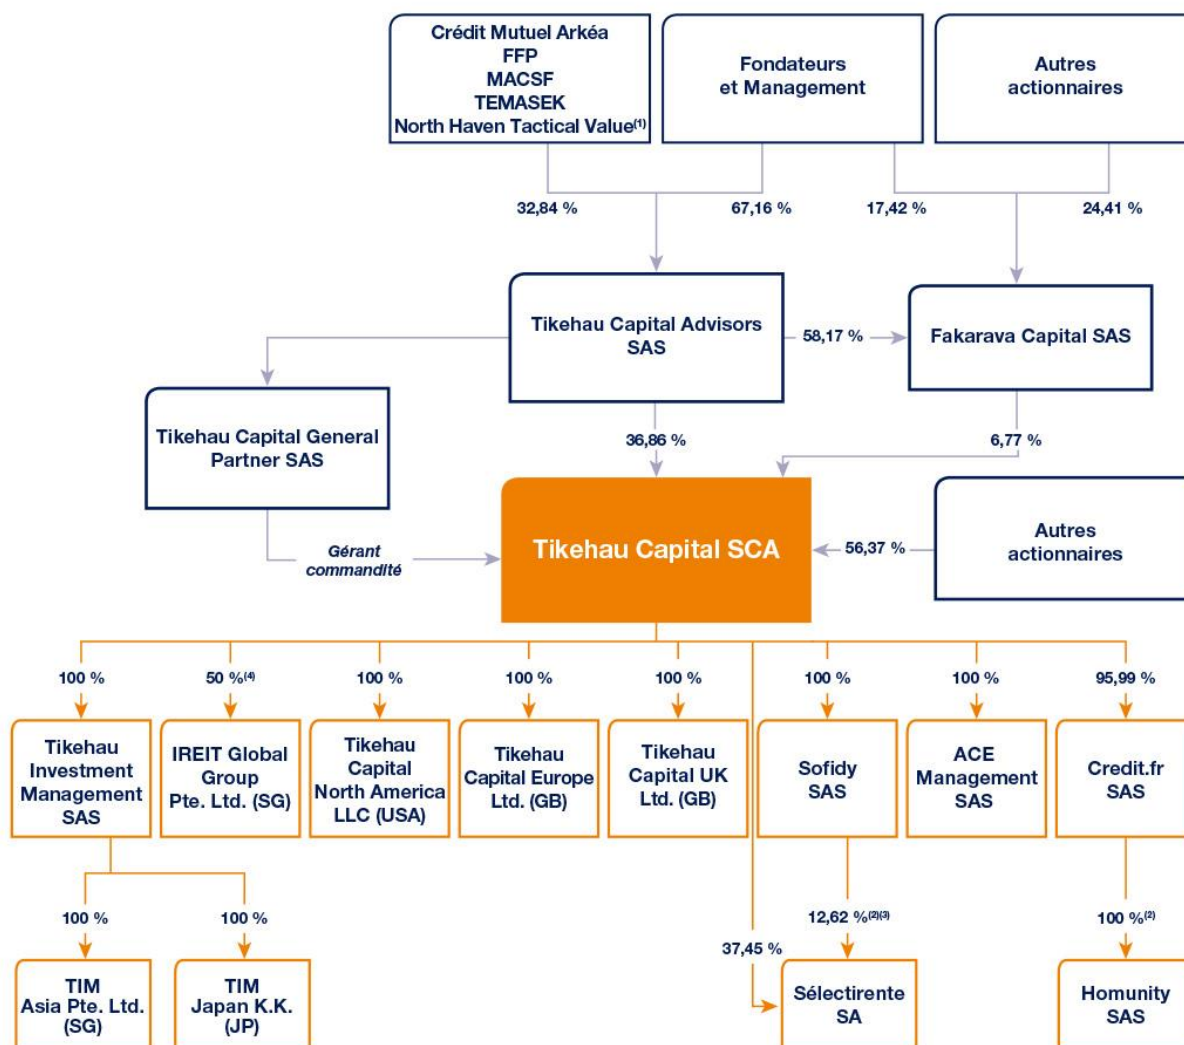 Crédit Mutuel Arkéa
FFP
MACSF
TEMASEK
North Haven Tactical Value(1)
Fondateurs
et Management
Autres
actionnaires
32,84 %
67,16 %
17,42 %
24,41 %
Tikehau Capital Advisors
SAS
58,17 %
Fakarava Capital SAS
Tikehau Capital General
Partner SAS
36,86 %
6,77 %
Gérant
commandité
Tikehau Capital SCA
56,37 %
Autres
actionnaires
100 %
50 %(4)
100 %
100 %
100 %
100 %
100 %
95,99 %
Tikehau
Investment
Management
SAS
IREIT Global
Group
Pte. Ltd. (SG)
Tikehau
Capital
North America
LLC (USA)
Tikehau
Capital Europe
Ltd. (GB)
Tikehau
Capital UK
Ltd. (GB)
Sofidy
SAS
ACE
Management
SAS
Credit.fr
SAS
100 %
100 %
37,45 %
12,62 %(2)(3)
100 %(2)
TIM
Asia Pte. Ltd.
(SG)
TIM
Japan K.K.
(JP)
Sélectirente
SA
Homunity
SAS